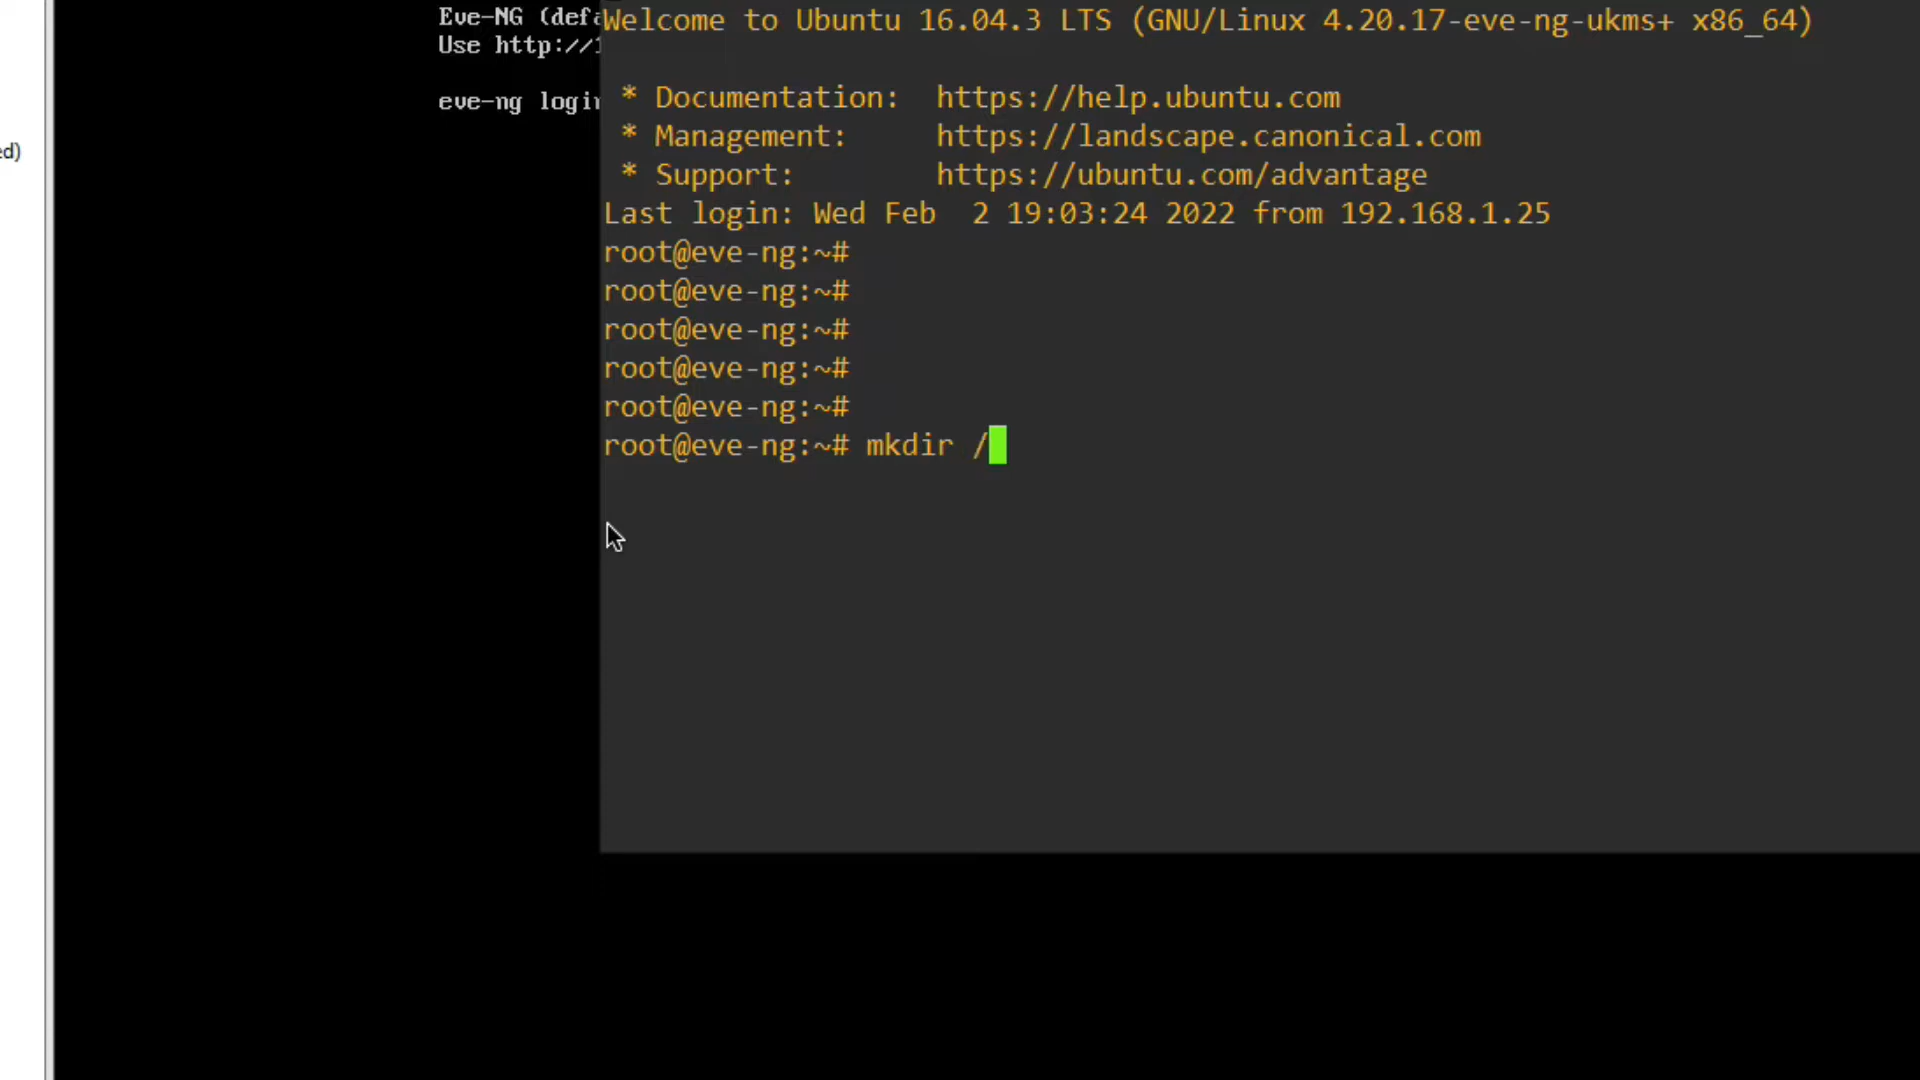 Eve-NG (defa
Use http://1
eve-ng login
ed)
Welcome to Ubuntu 16.04.3 LTS (GNU/Linux 4.20.17-eve-ng-ukms+ x86_64)
* Documentation:  https://help.ubuntu.com
* Management:     https://landscape.canonical.com
* Support:        https://ubuntu.com/advantage
Last login: Wed Feb  2 19:03:24 2022 from 192.168.1.25
root@eve-ng:~#
root@eve-ng:~#
root@eve-ng:~#
root@eve-ng:~#
root@eve-ng:~#
root@eve-ng:~# mkdir /